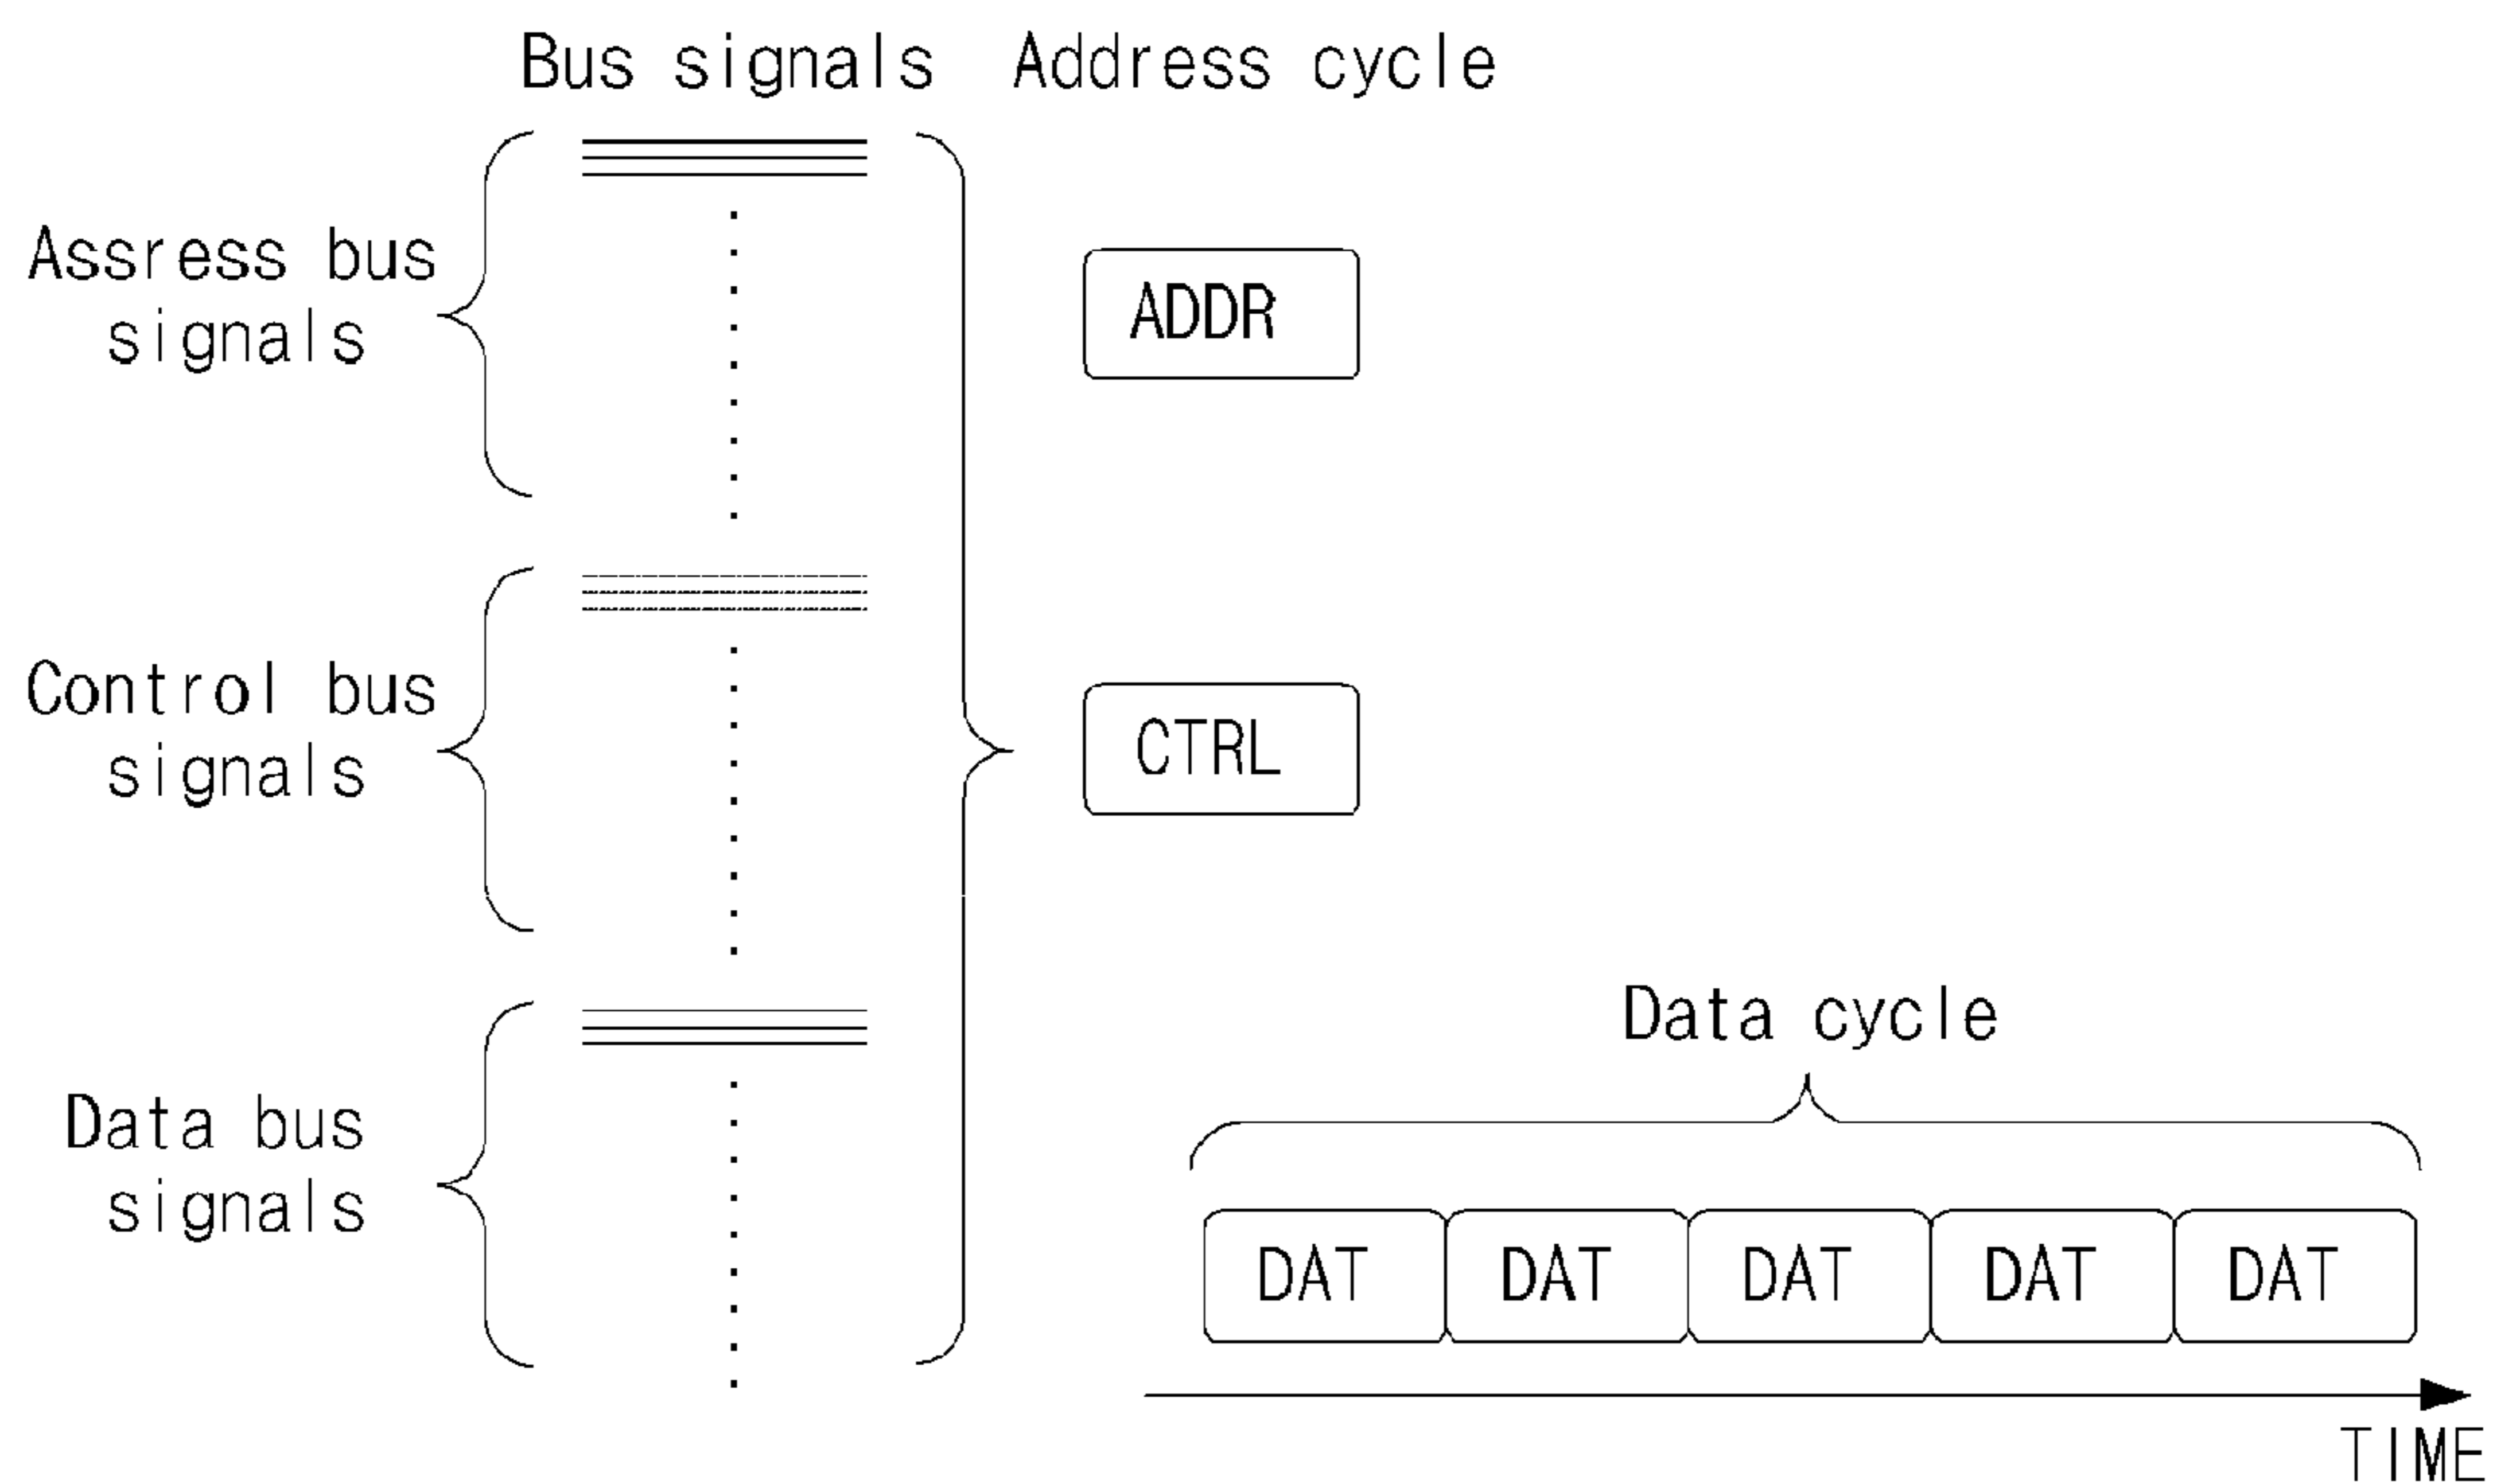 Bus signals
Address cycle
Assress bus
signals
ADDR
Control bus
signals
CTRL
Data cycle
Data bus
signals
DAT DAT DAT DAT DAT
TIME